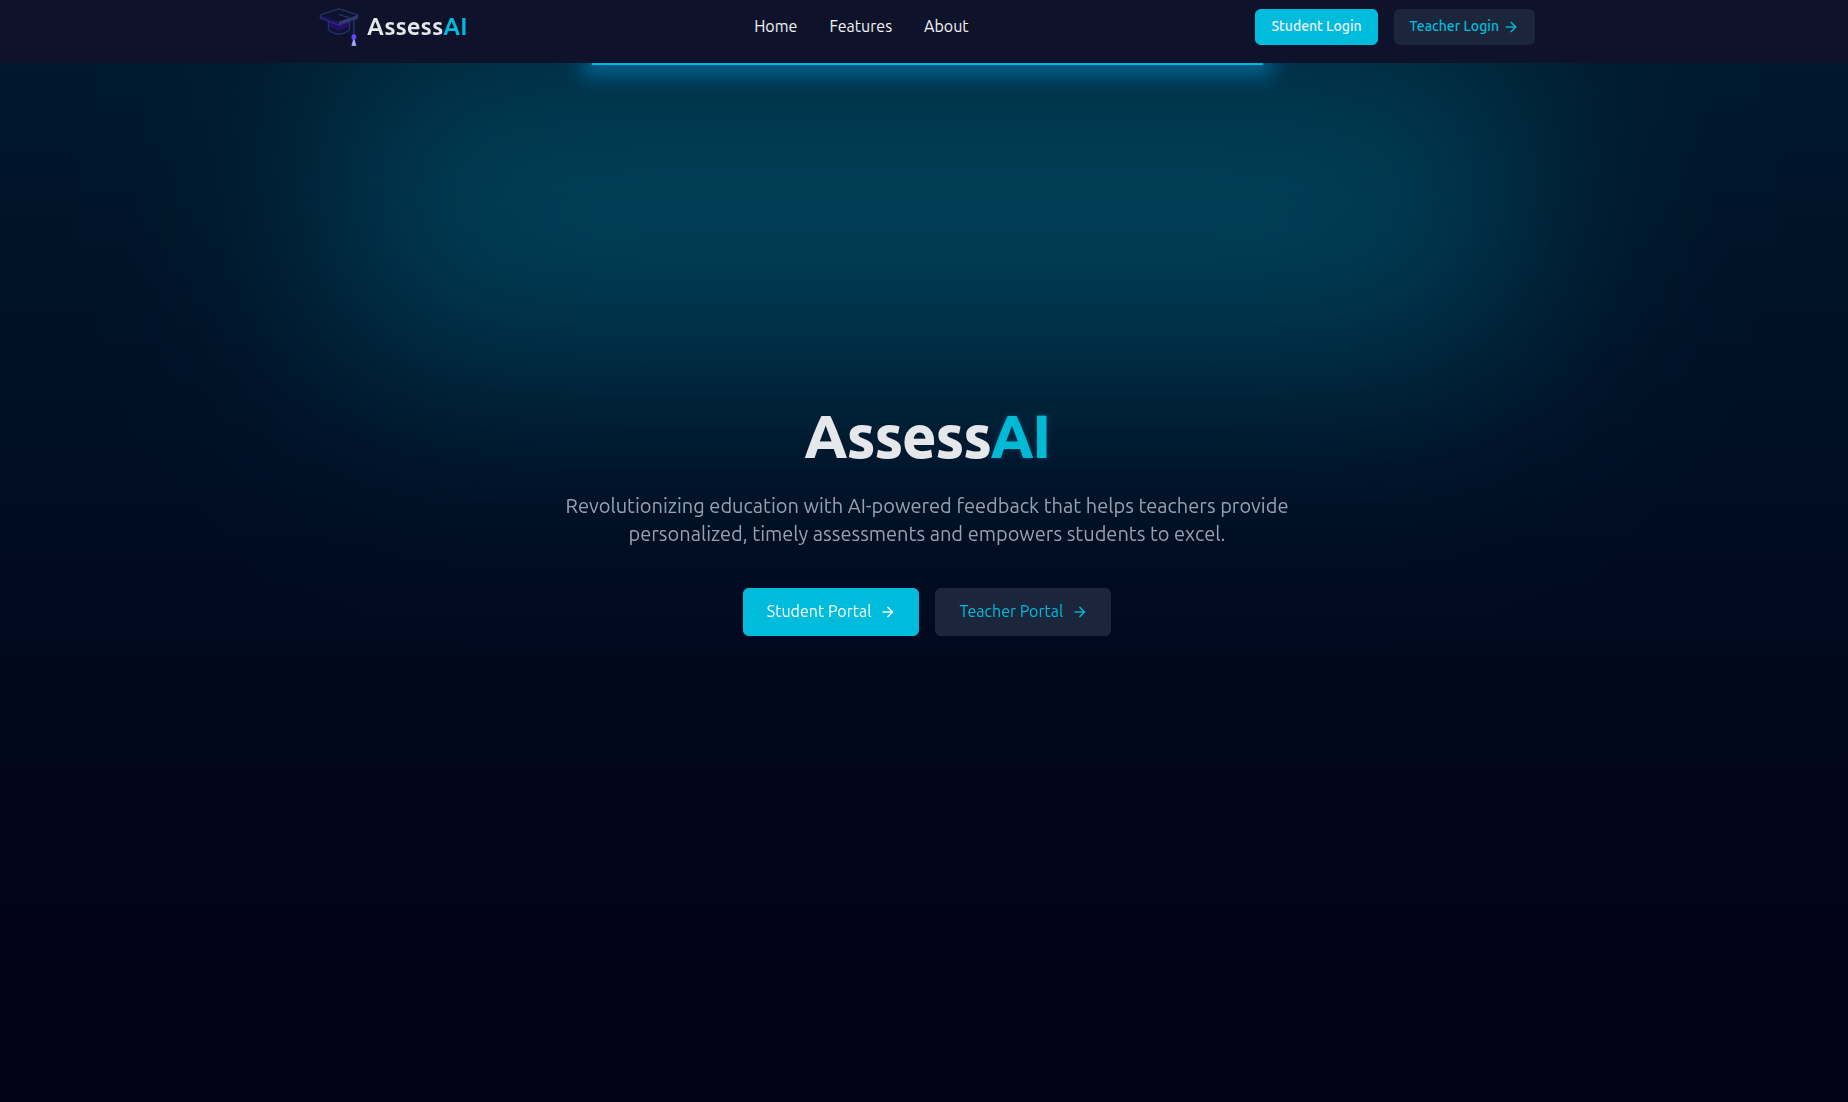 AssessAI
Home
Features
About
Student Login
Teacher Login
AssessAI
Revolutionizing education with AI-powered feedback that helps teachers provide
personalized, timely assessments and empowers students to excel.
Student Portal
Teacher Portal